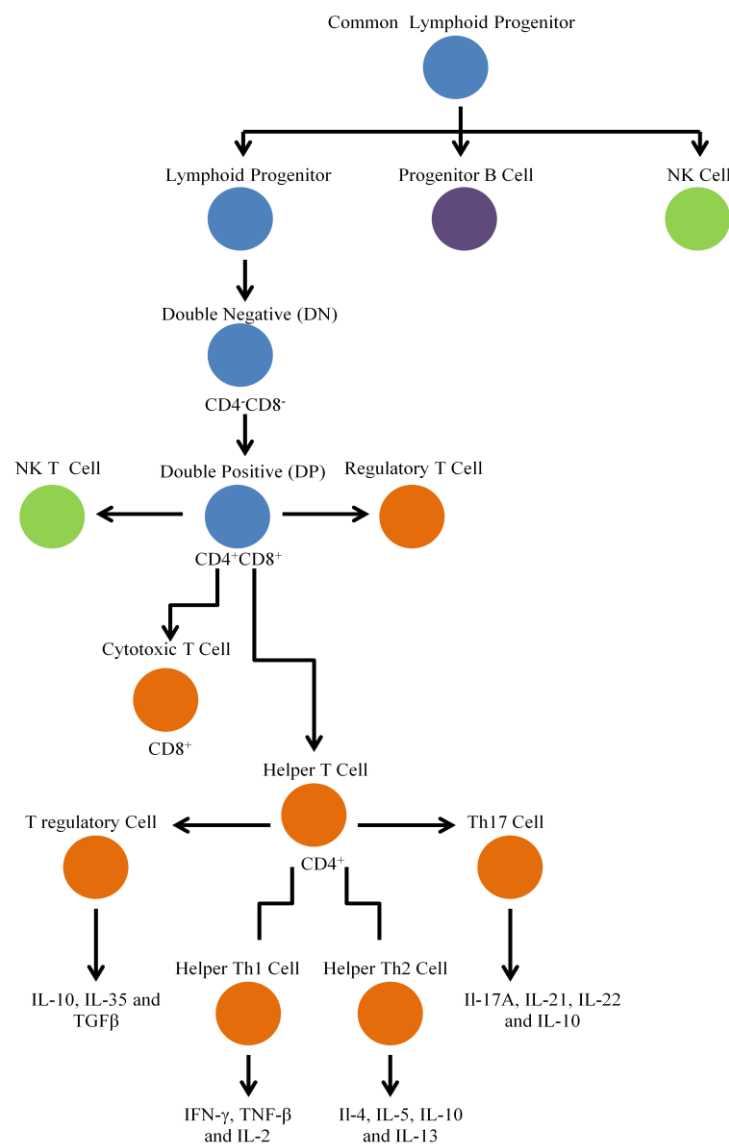 Common Lymphoid Progenitor
Lymphoid Progenitor
Progenitor B Cell
NK Cell
Double Negative (DN)
CD4⁻CD8⁻
NK T Cell
Double Positive (DP)
Regulatory T Cell
CD4⁺CD8⁺
Cytotoxic T Cell
CD8⁺
Helper T Cell
T regulatory Cell
Th17 Cell
CD4⁺
Helper Th1 Cell
Helper Th2 Cell
IL-10, IL-35 and
TGFβ
Il-17A, IL-21, IL-22
and IL-10
IFN-γ, TNF-β
and IL-2
Il-4, IL-5, IL-10
and IL-13